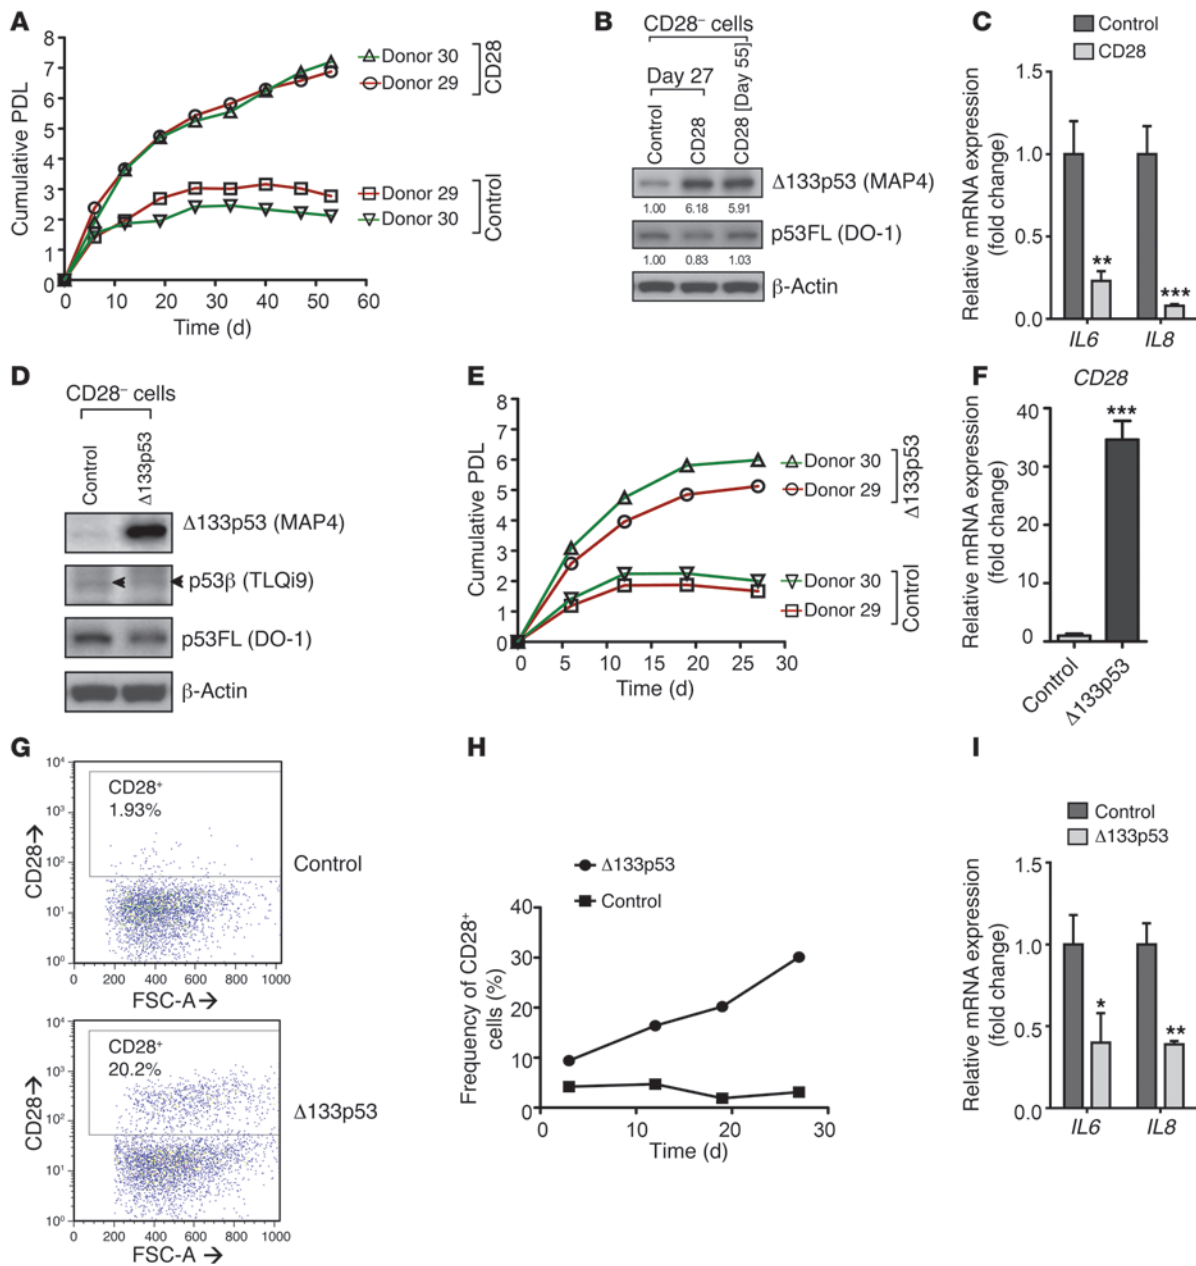 A
Cumulative PDL
8
7
6
5
4
3
2
1
0
0 10 20 30 40 50 60
Time (d)
Donor 30
Donor 29
CD28
Donor 29
Donor 30
Control
B
CD28⁻ cells
Day 27
Control
CD28
CD28 [Day 55]
Δ133p53 (MAP4)
1.00 6.18 5.91
p53FL (DO-1)
1.00 0.83 1.03
β-Actin
C
Control
CD28
Relative mRNA expression
(fold change)
1.5
1.0
0.5
0.0
**
***
IL6 IL8
D
CD28⁻ cells
Control
Δ133p53
Δ133p53 (MAP4)
p53β (TLQi9)
p53FL (DO-1)
β-Actin
E
Cumulative PDL
8
7
6
5
4
3
2
1
0
0 5 10 15 20 25 30
Time (d)
Donor 30
Donor 29
Δ133p53
Donor 30
Donor 29
Control
F
CD28
Relative mRNA expression
(fold change)
40
30
20
10
0
***
Control
Δ133p53
G
CD28→
10⁴
10³
10²
10¹
10⁰
CD28⁺
1.93%
Control
0 200 400 600 800 1000
FSC-A→
CD28→
10⁴
10³
10²
10¹
10⁰
CD28⁺
20.2%
Δ133p53
0 200 400 600 800 1000
FSC-A →
H
Δ133p53
Control
Frequency of CD28⁺
cells (%)
40
30
20
10
0
0 10 20 30
Time (d)
I
Control
Δ133p53
Relative mRNA expression
(fold change)
1.5
1.0
0.5
0.0
*
**
IL6 IL8